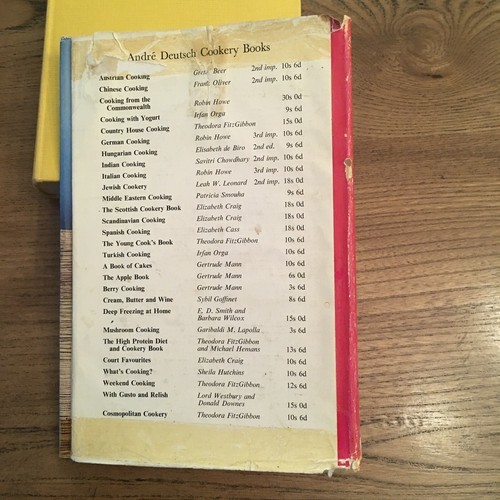 André Deutsch Cookery Books
Austrian Cooking Greta Beer 2nd imp. 10s 6d
Chinese Cooking Frank Oliver 2nd imp. 10s 6d
Cooking from the
Commonwealth Robin Howe 30s 0d
Cooking with Yogurt Irfan Orga 9s 6d
Country House Cooking Theodora FitzGibbon 15s 0d
German Cooking Robin Howe 3rd imp. 10s 6d
Hungarian Cooking Elisabeth de Biro 2nd ed. 9s 6d
Indian Cooking Savitri Chowdhary 2nd imp. 10s 6d
Italian Cooking Robin Howe 3rd imp. 10s 6d
Jewish Cookery Leah W. Leonard 2nd imp. 18s 0d
Middle Eastern Cooking Patricia Smouha 9s 6d
The Scottish Cookery Book Elizabeth Craig 18s 0d
Scandinavian Cooking Elizabeth Craig 18s 0d
Spanish Cooking Elizabeth Cass 18s 0d
The Young Cook's Book Theodora FitzGibbon 10s 6d
Turkish Cooking Irfan Orga 10s 6d
A Book of Cakes Gertrude Mann 10s 6d
The Apple Book Gertrude Mann 6s 0d
Berry Cooking Gertrude Mann 3s 6d
Cream, Butter and Wine Sybil Goffinet 8s 6d
Deep Freezing at Home E. D. Smith and
Barbara Wilcox 15s 0d
Mushroom Cooking Garibaldi M. Lapolla 3s 6d
The High Protein Diet Theodora FitzGibbon
and Cookery Book and Michael Hemans 13s 6d
Court Favourites Elizabeth Craig 10s 6d
What's Cooking? Sheila Hutchins 10s 6d
Weekend Cooking Theodora FitzGibbon 12s 6d
With Gusto and Relish Lord Westbury and
Donald Downes 15s 0d
Cosmopolitan Cookery Theodora FitzGibbon 10s 6d